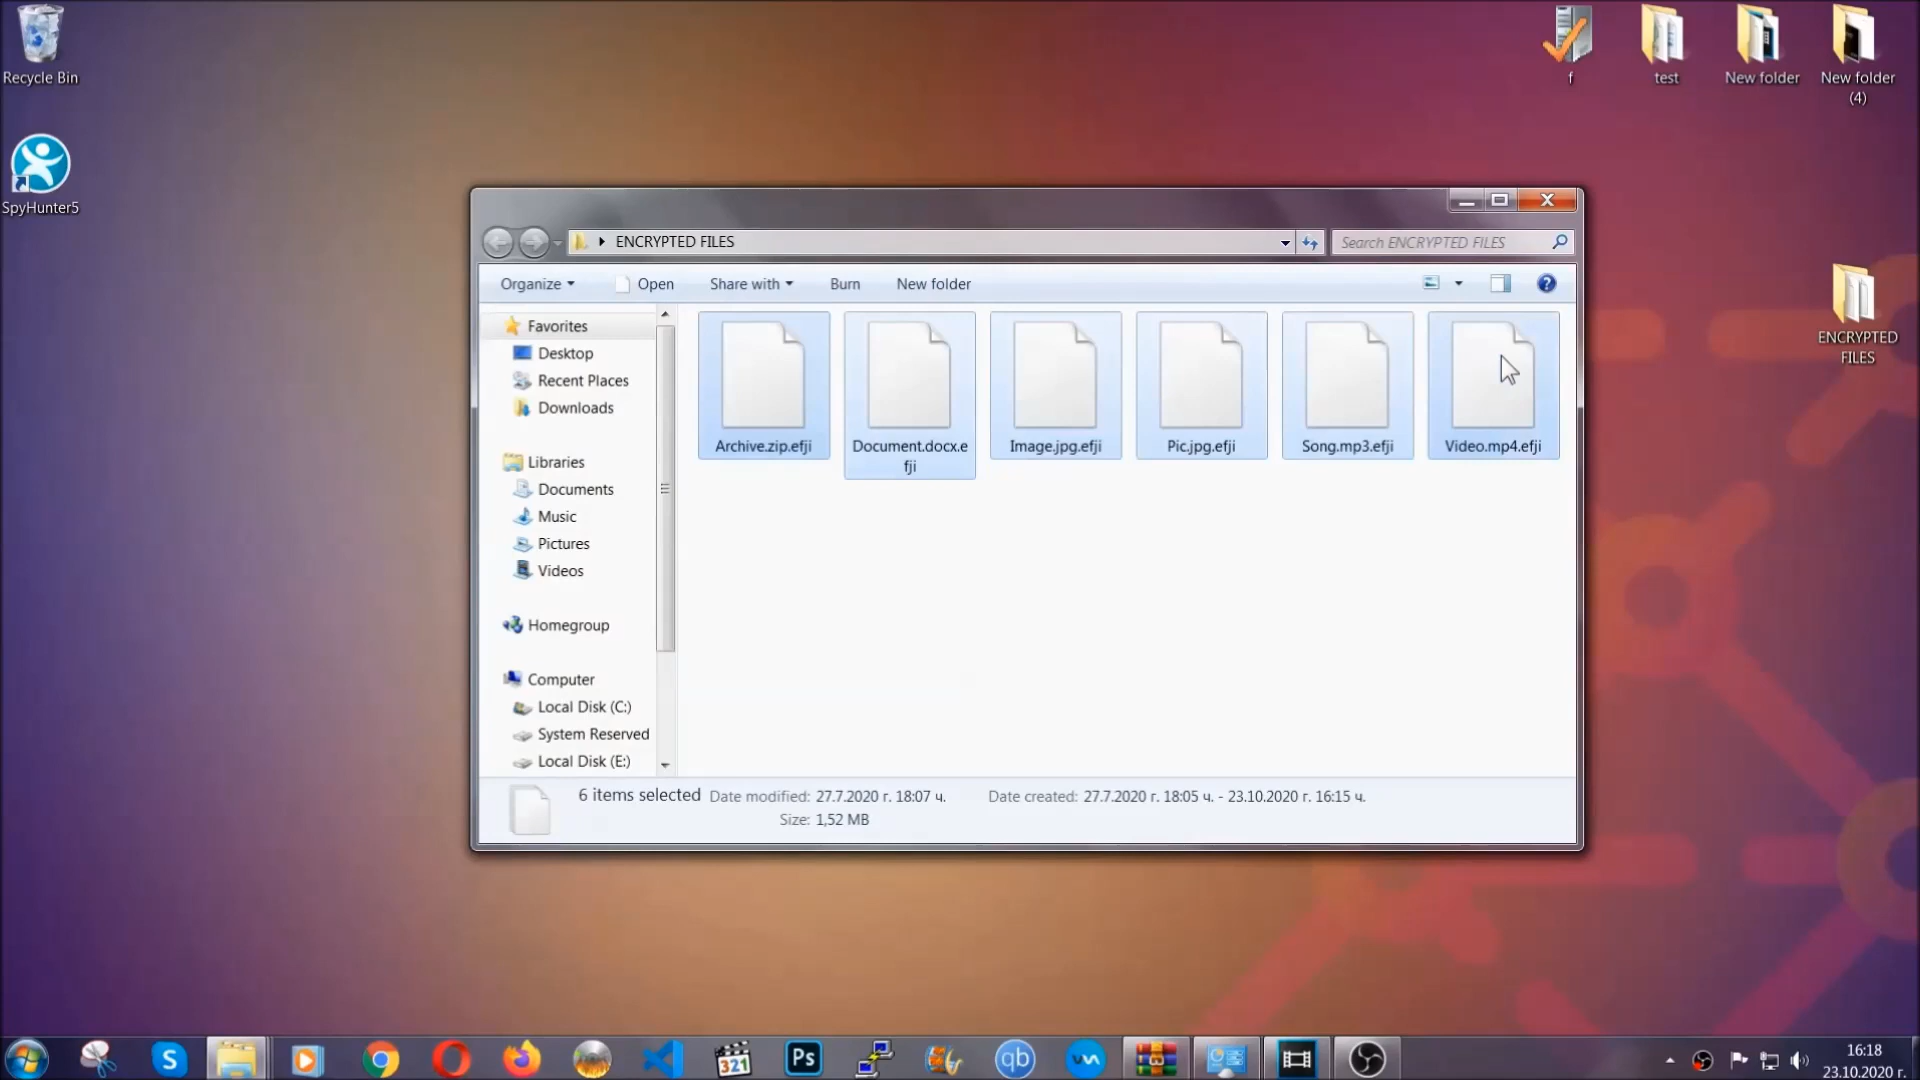 Recycle Bin
SpyHunter5
f
test
New folder
New folder
(4)
ENCRYPTED
FILES
ENCRYPTED FILES
Search ENCRYPTED FILES
Organize
Open
Share with
Burn
New folder
Favorites
Desktop
Recent Places
Downloads
Libraries
Documents
Music
Pictures
Videos
Homegroup
Computer
Local Disk (C:)
System Reserved
Local Disk (E:)
Archive.zip.efji
Document.docx.e
fji
Image.jpg.efji
Pic.jpg.efji
Song.mp3.efji
Video.mp4.efji
6 items selected
Date modified: 27.7.2020 г. 18:07 ч.
Date created: 27.7.2020 г. 18:05 ч. - 23.10.2020 г. 16:15 ч.
Size: 1,52 MB
S
321
Ps
qb
16:18
23.10.2020 г.